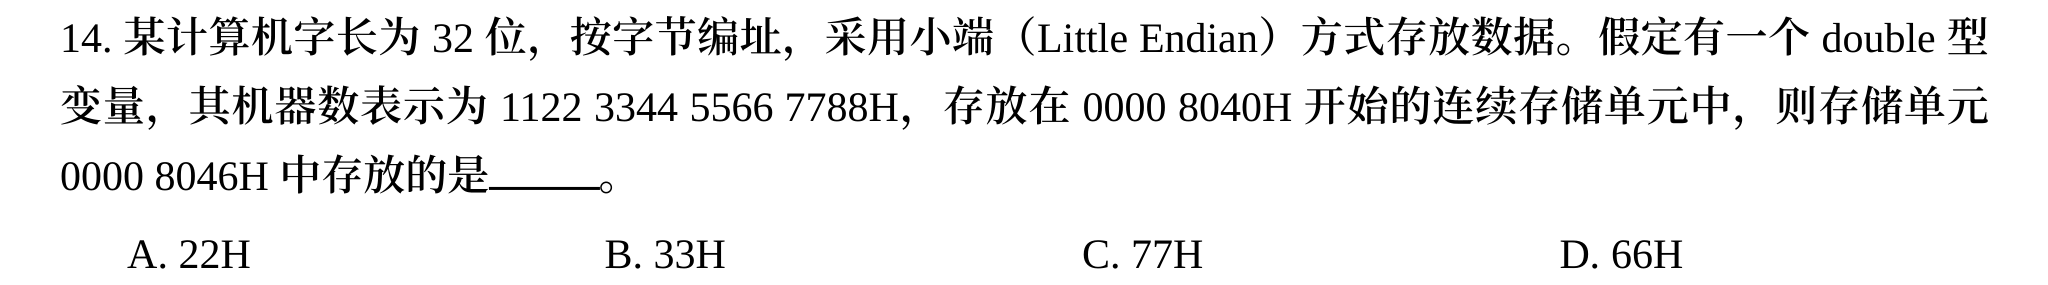 14. 某计算机字长为 32 位，按字节编址，采用小端（Little Endian）方式存放数据。假定有一个 double 型
变量，其机器数表示为 1122 3344 5566 7788H，存放在 0000 8040H 开始的连续存储单元中，则存储单元
0000 8046H 中存放的是_____。
A. 22H B. 33H C. 77H D. 66H